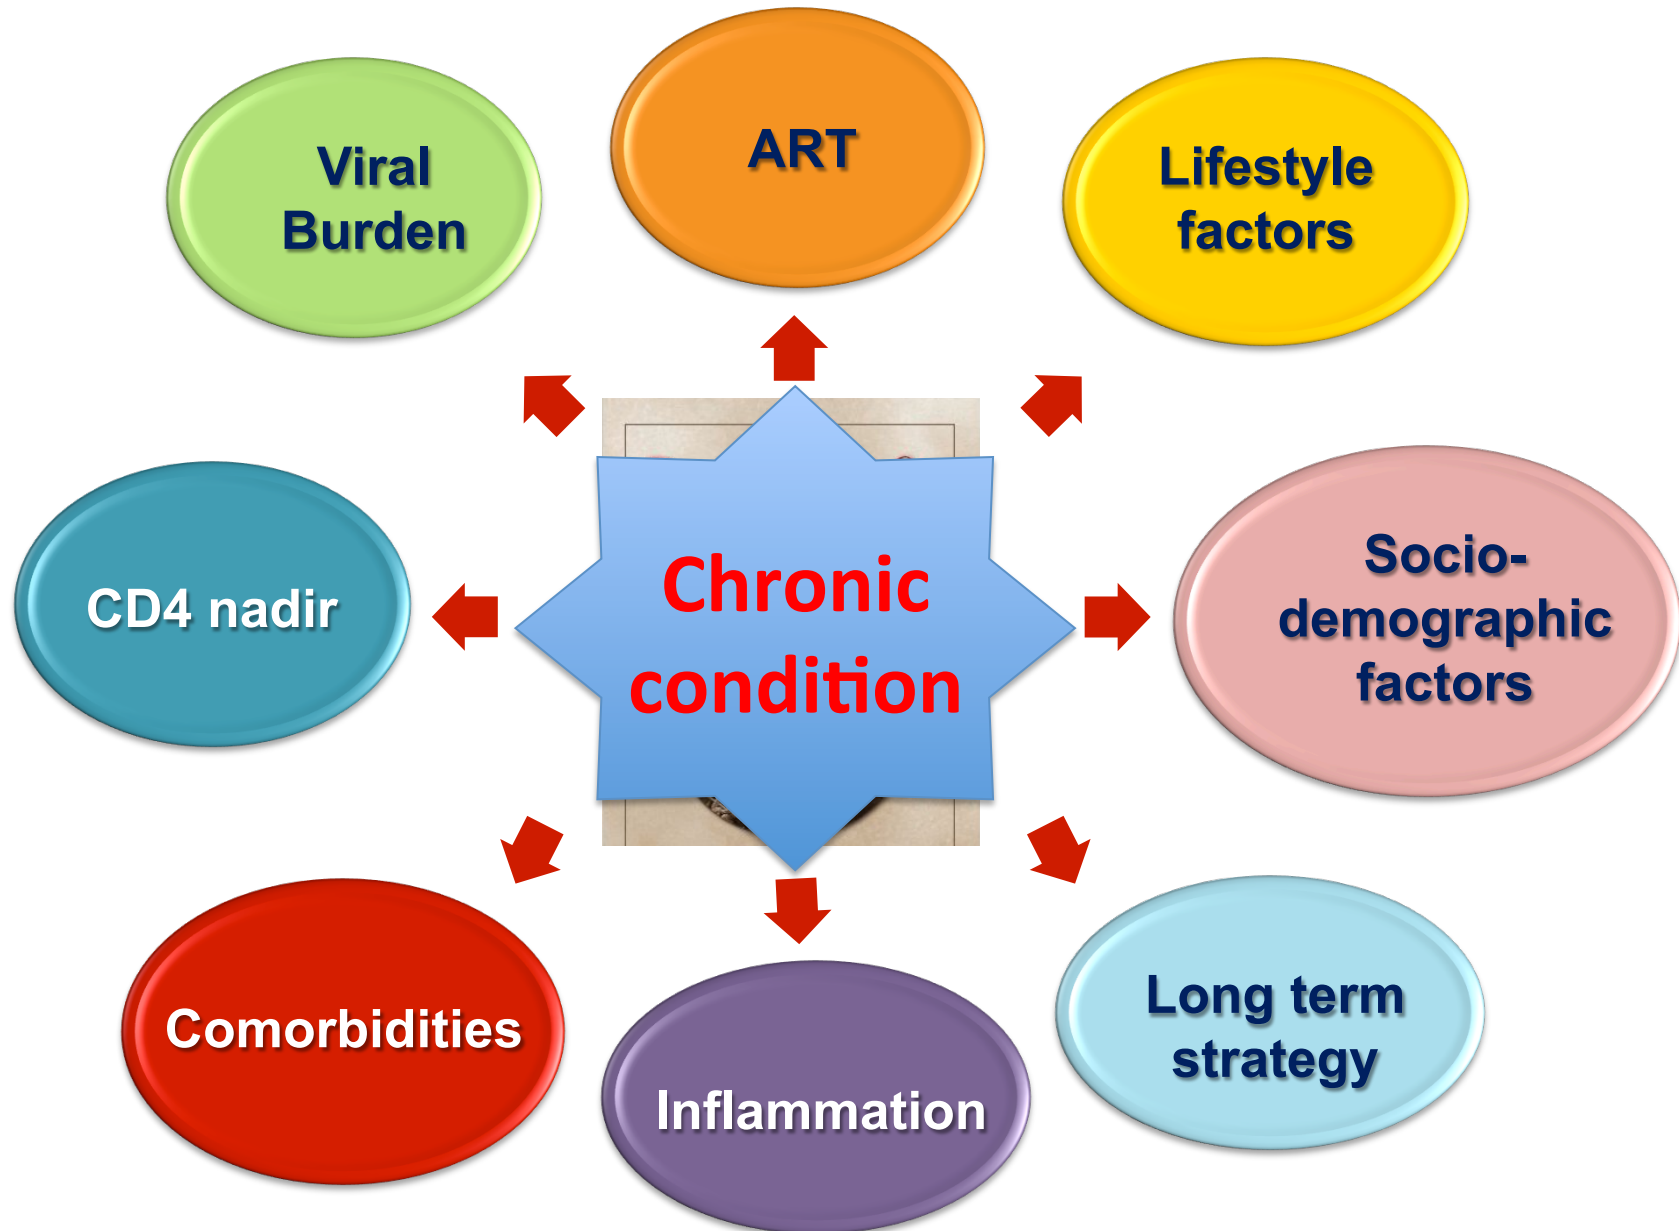 ART
Viral
Burden
Lifestyle
factors
CD4 nadir
Chronic
condition
Socio-
demographic
factors
Comorbidities
Inflammation
Long term
strategy